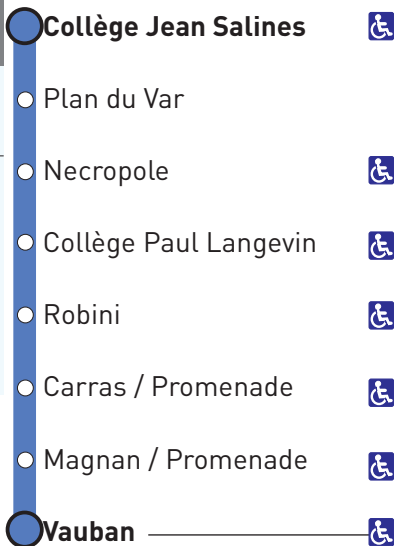 Collège Jean Salines
Plan du Var
Necropole
Collège Paul Langevin
Robini
Carras / Promenade
Magnan / Promenade
Vauban